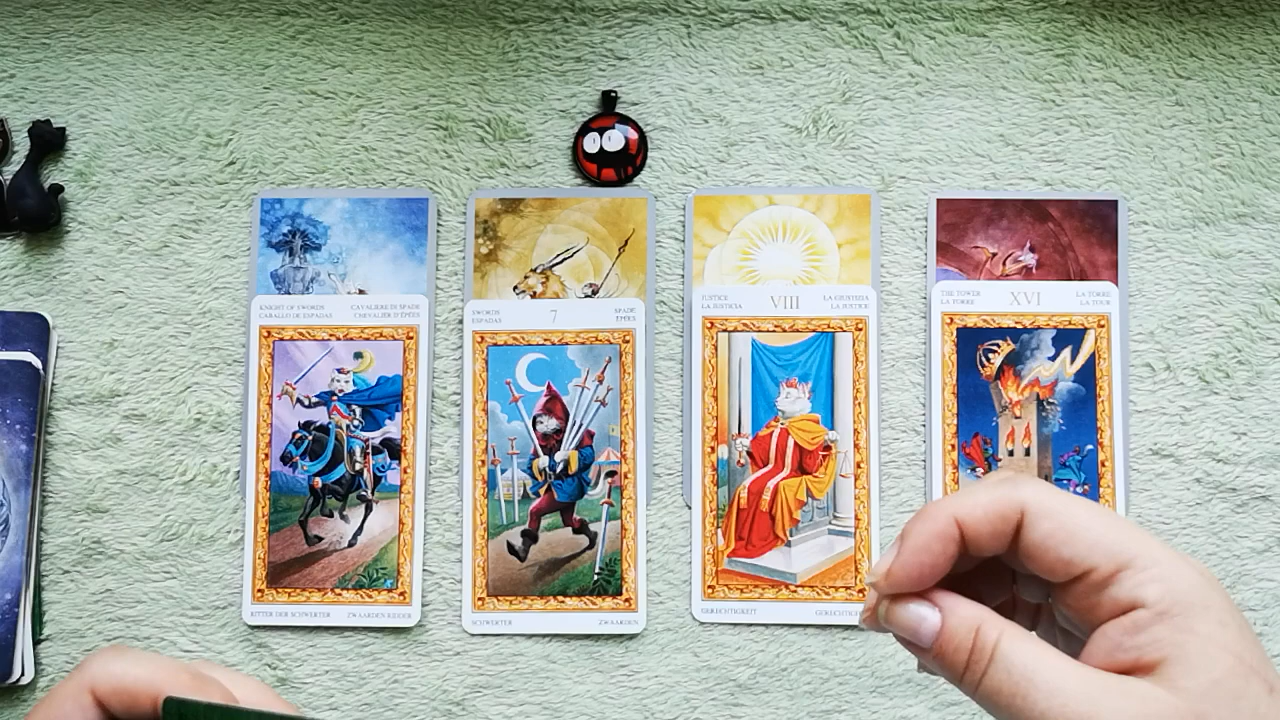 KNIGHT OF SWORDS CAVALIERE DI SPADE
CABALLO DE ESPADAS CHEVALIER D'ÉPÉES
RITTER DER SCHWERTER ZWAARDEN RIDDER
SWORDS 7 SPADE
ESPADAS ÉPÉES
SCHWERTER ZWAARDEN
JUSTICE VIII LA GIUSTIZIA
LA JUSTICIA LA JUSTICE
GERECHTIGKEIT
THE TOWER XVI LA TORRE
LA TORRE LA TOUR